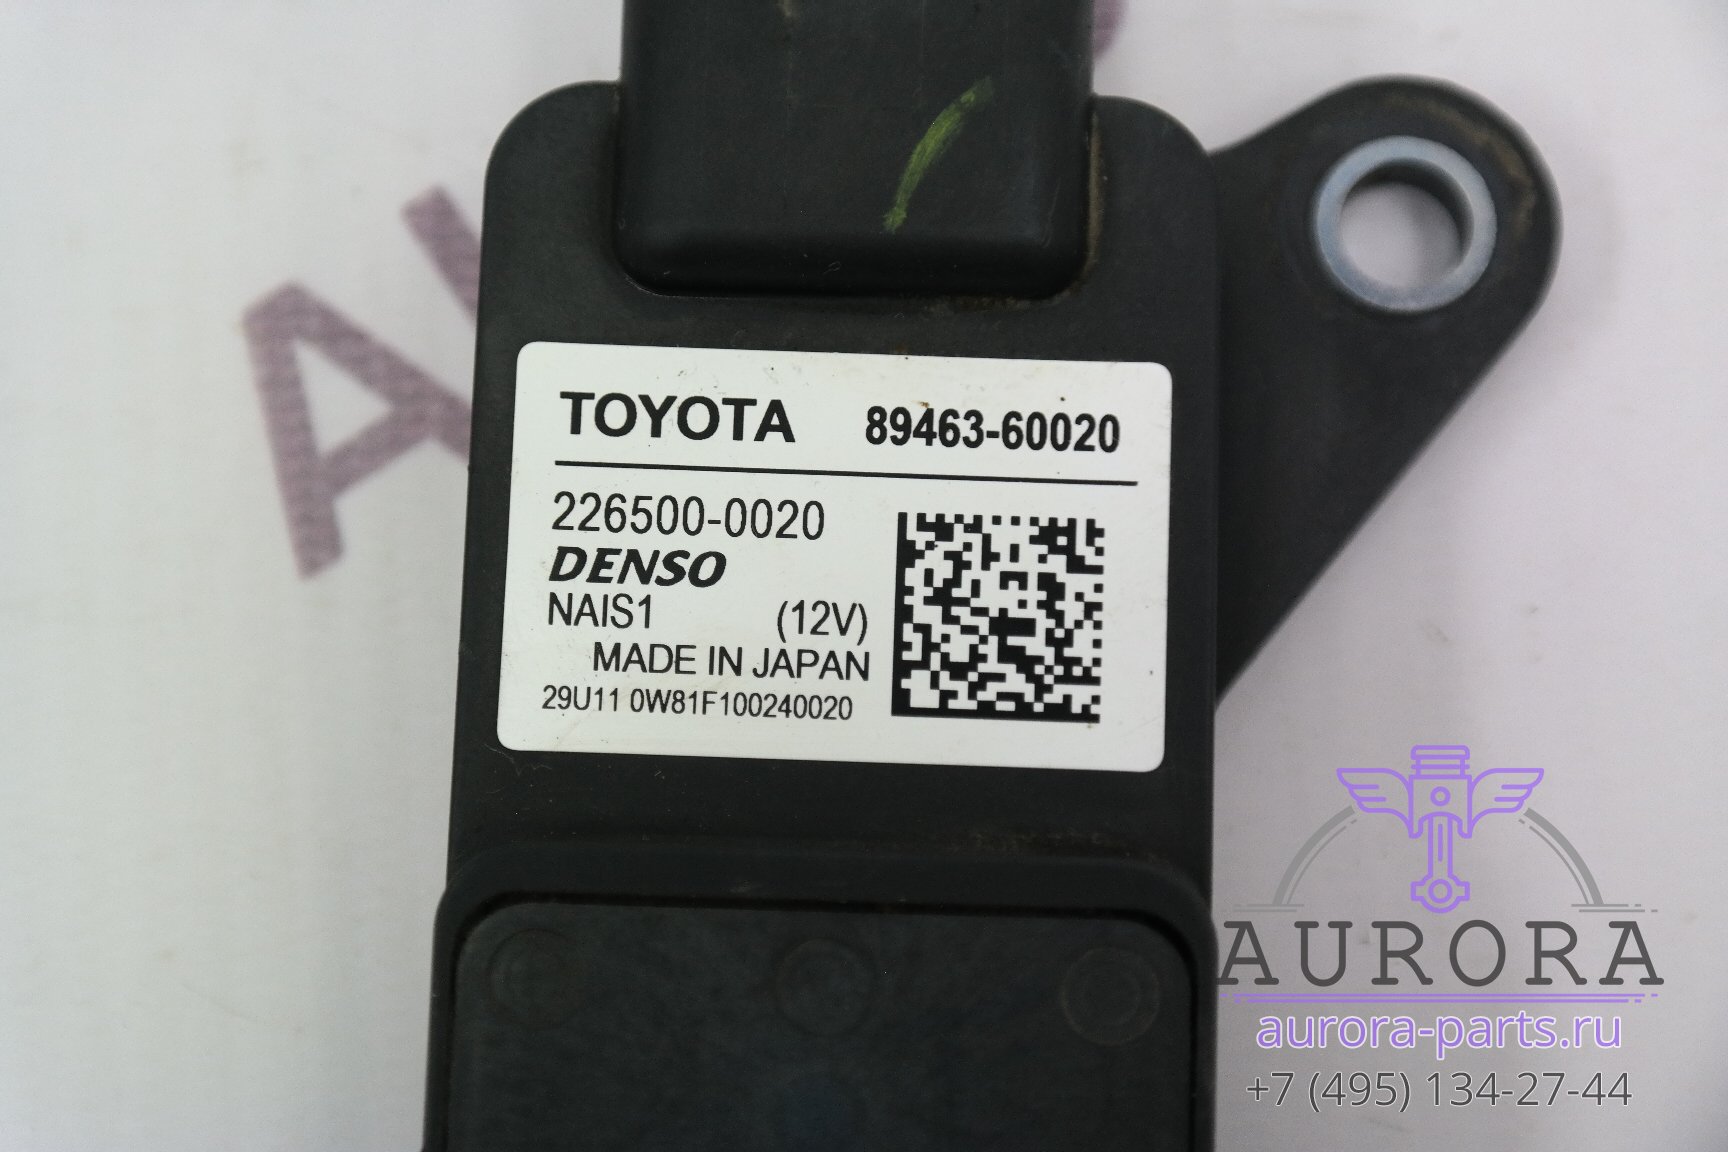 TOYOTA 89463-60020
226500-0020
DENSO
NAIS1 (12V)
MADE IN JAPAN
29U11 0W81F100240020
AURORA
aurora-parts.ru
+7 (495) 134-27-44